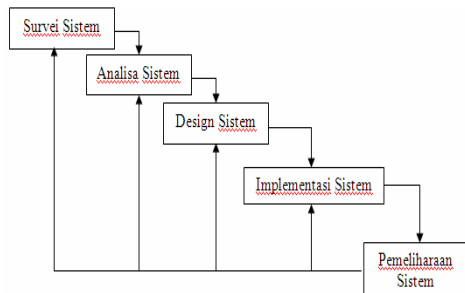 Survei Sistem
Analisa Sistem
Design Sistem
Implementasi Sistem
Pemeliharaan
Sistem